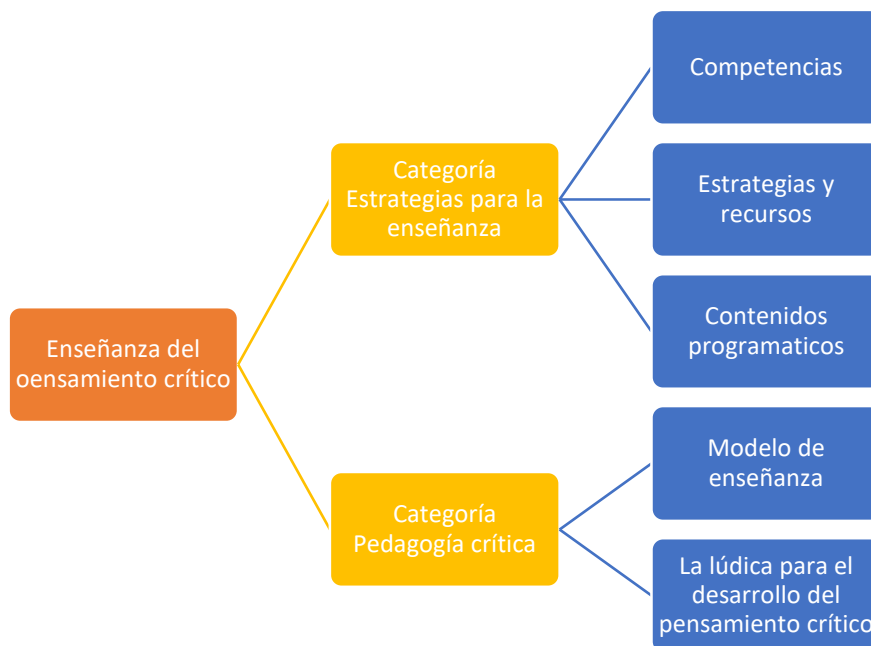 Enseñanza del
oensamiento crítico
Categoría
Estrategias para la
enseñanza
Competencias
Estrategias y
recursos
Contenidos
programaticos
Categoría
Pedagogía crítica
Modelo de
enseñanza
La lúdica para el
desarrollo del
pensamiento crítico